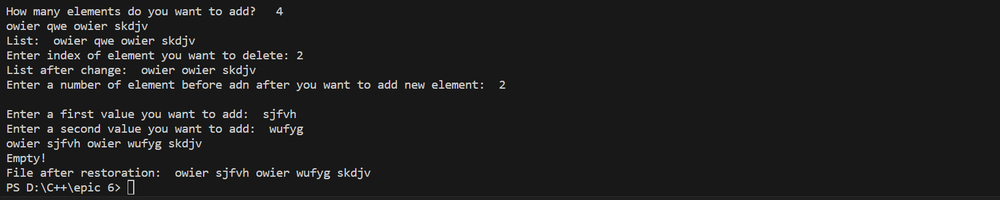 How many elements do you want to add?   4
owier qwe owier skdjv
List:  owier qwe owier skdjv
Enter index of element you want to delete: 2
List after change:  owier owier skdjv
Enter a number of element before adn after you want to add new element:  2
Enter a first value you want to add:  sjfvh
Enter a second value you want to add:  wufyg
owier sjfvh owier wufyg skdjv
Empty!
File after restoration:  owier sjfvh owier wufyg skdjv
PS D:\C++\epic 6>